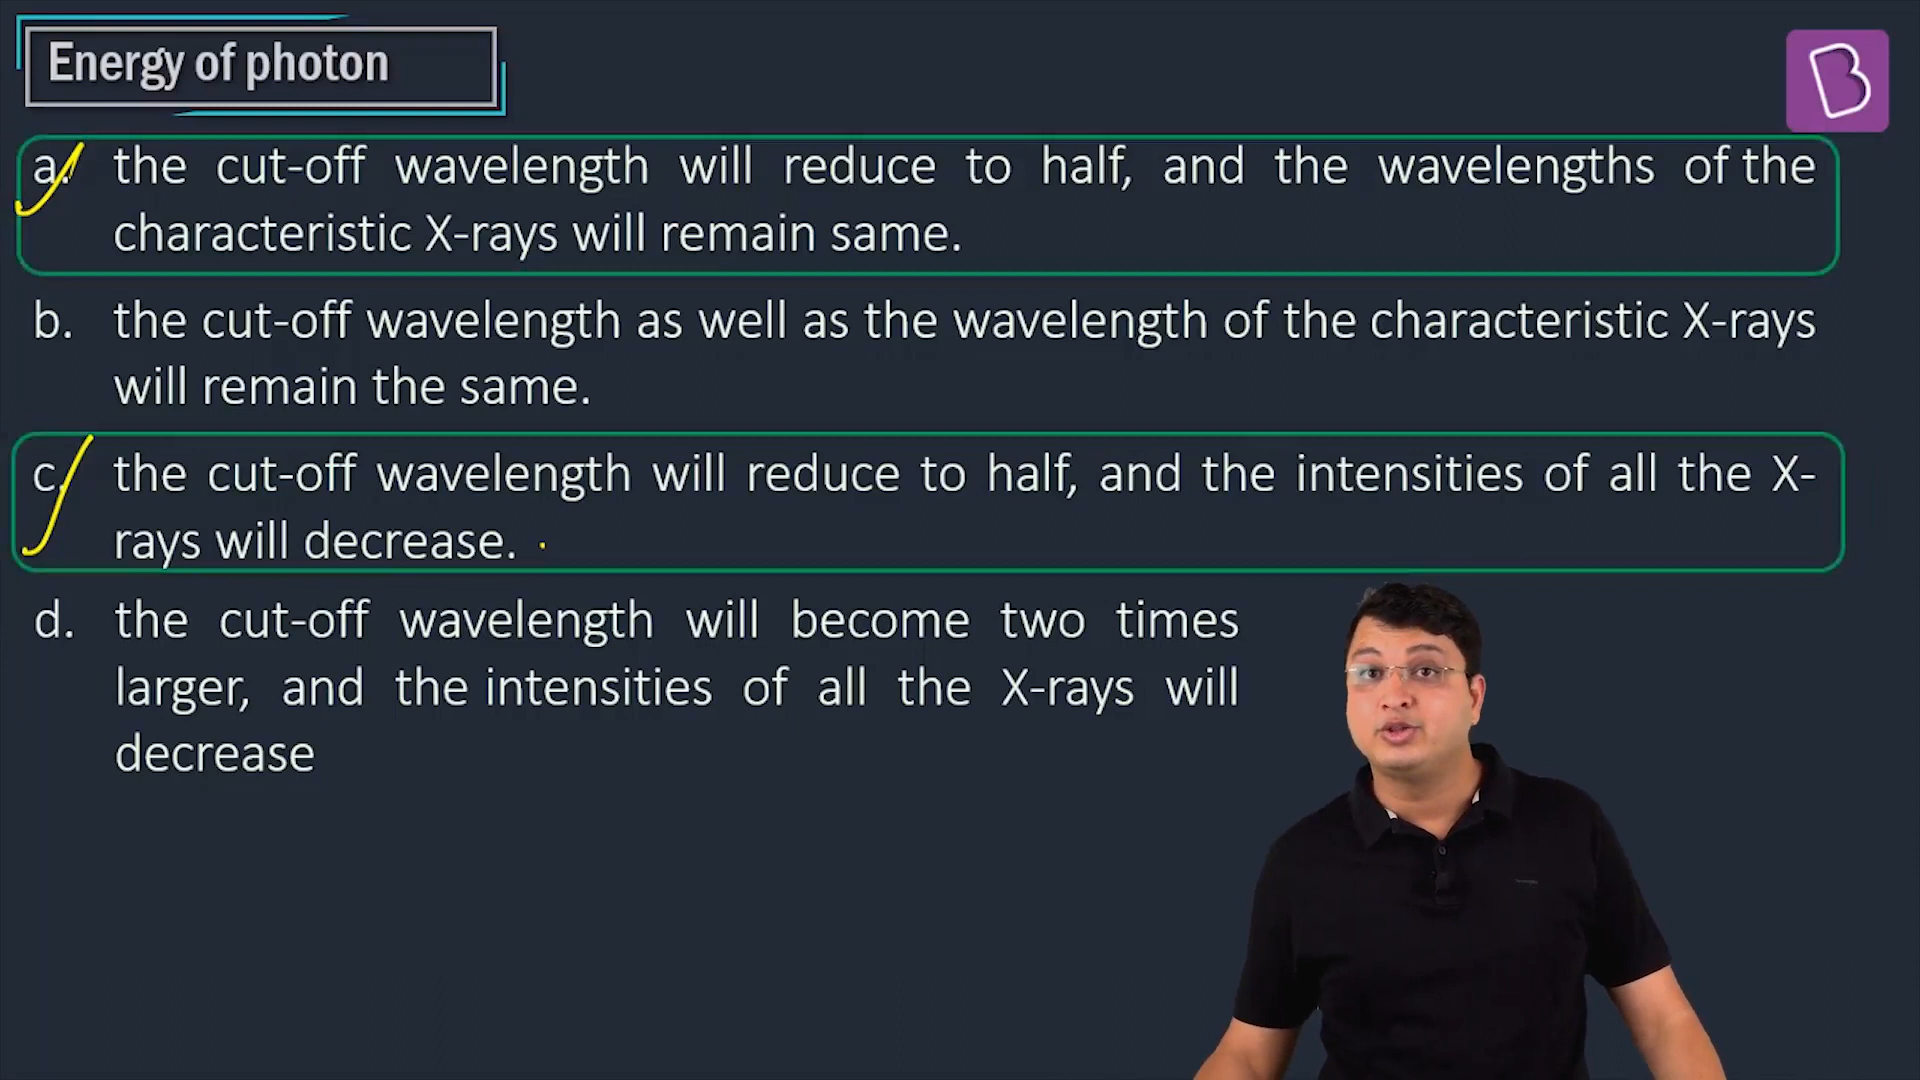 Energy of photon
a. the cut-off wavelength will reduce to half, and the wavelengths of the
characteristic X-rays will remain same.
b. the cut-off wavelength as well as the wavelength of the characteristic X-rays
will remain the same.
c. the cut-off wavelength will reduce to half, and the intensities of all the X-
rays will decrease.
d. the cut-off wavelength will become two times
larger, and the intensities of all the X-rays will
decrease